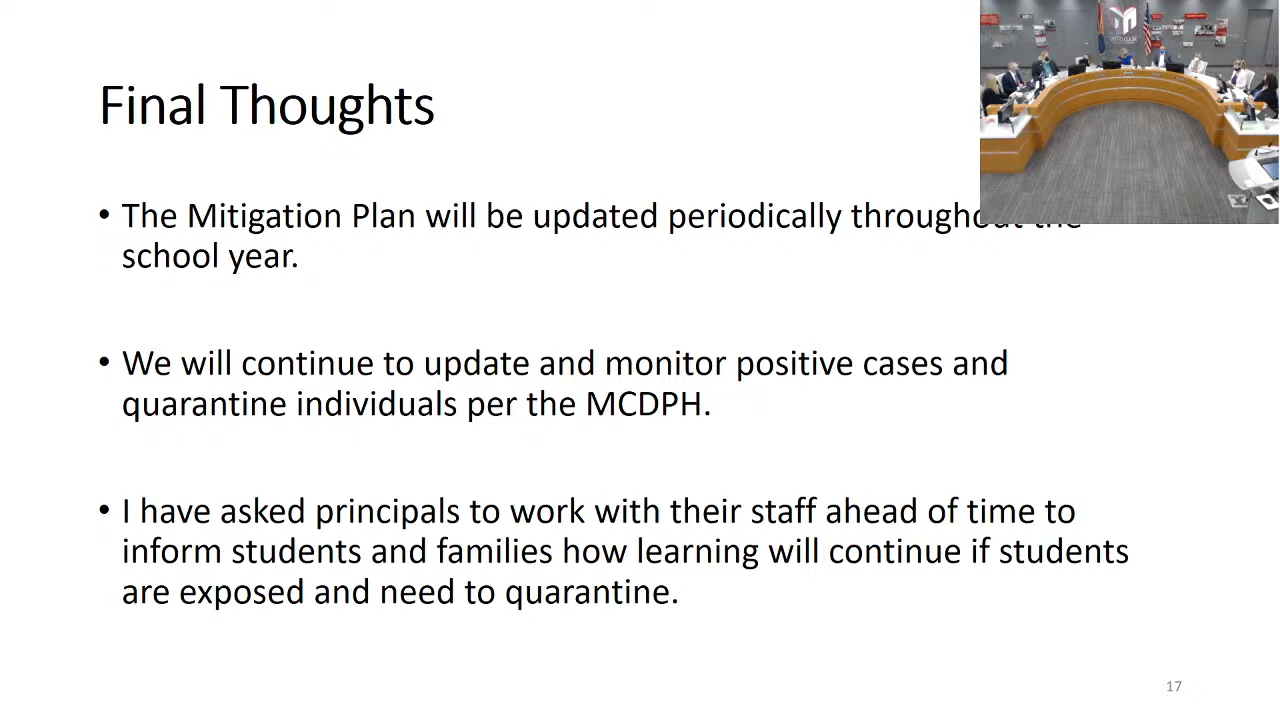 Final Thoughts
• The Mitigation Plan will be updated periodically throughout the
school year.
• We will continue to update and monitor positive cases and
quarantine individuals per the MCDPH.
• I have asked principals to work with their staff ahead of time to
inform students and families how learning will continue if students
are exposed and need to quarantine.
17